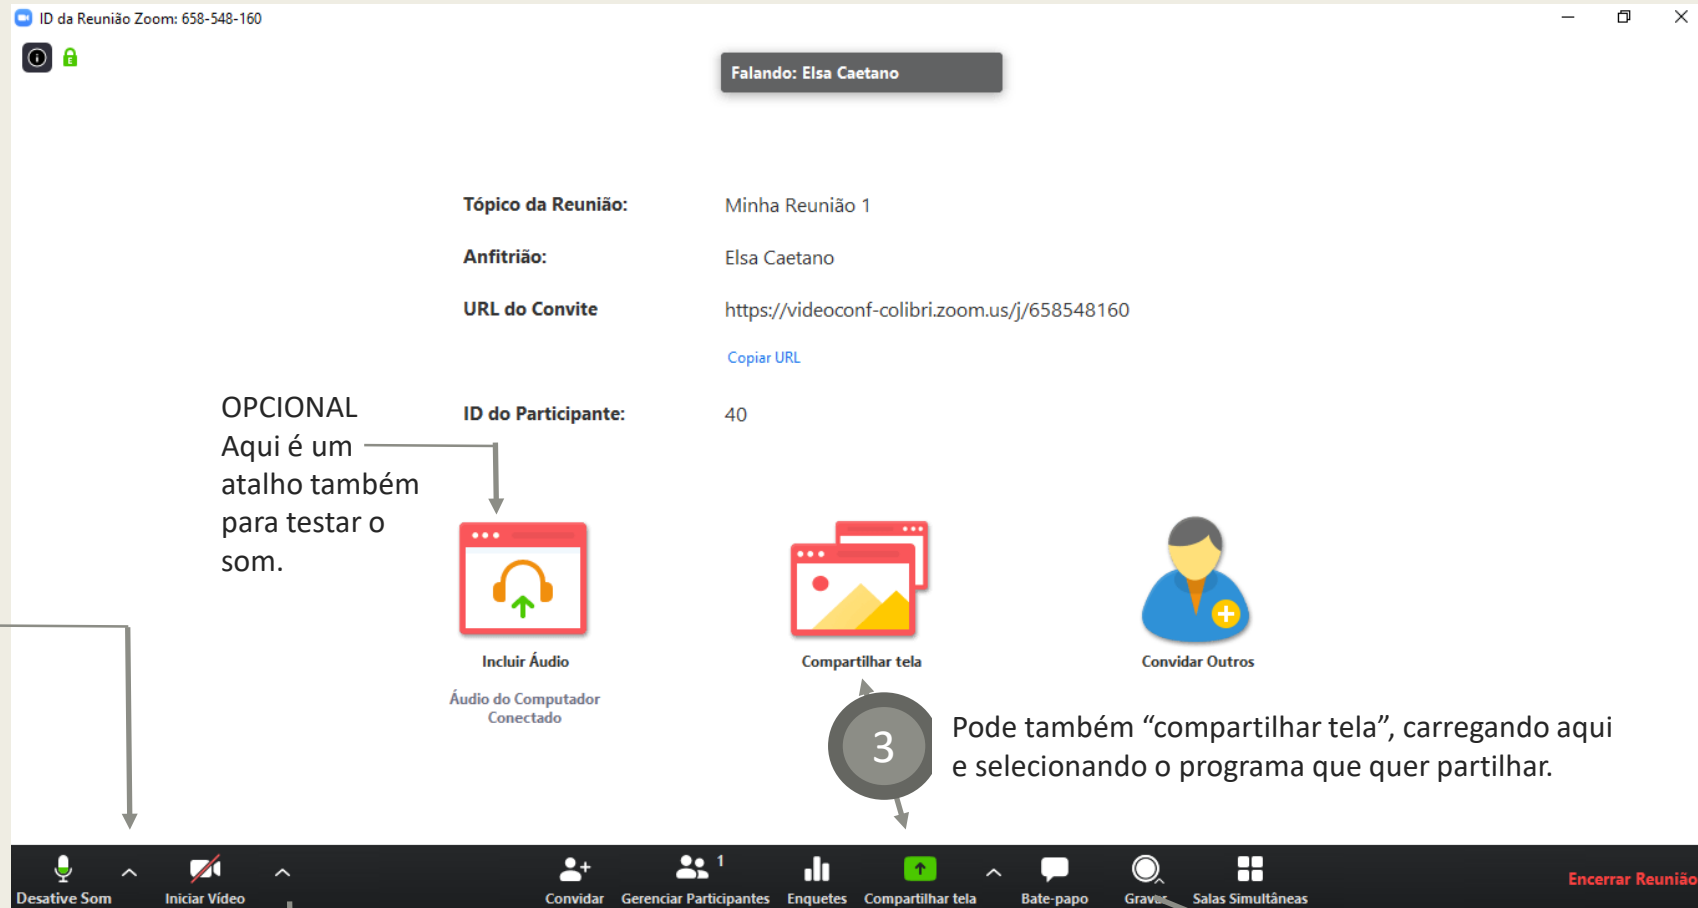 ID da Reunião Zoom: 658-548-160
Falando: Elsa Caetano
Tópico da Reunião: Minha Reunião 1
Anfitrião: Elsa Caetano
URL do Convite https://videoconf-colibri.zoom.us/j/658548160
Copiar URL
ID do Participante: 40
OPCIONAL
Aqui é um
atalho também
para testar o
som.
Incluir Áudio
Áudio do Computador
Conectado
Compartilhar tela
Convidar Outros
3
Pode também “compartilhar tela”, carregando aqui
e selecionando o programa que quer partilhar.
Desative Som
Iniciar Vídeo
Convidar
1
Gerenciar Participantes
Enquetes
Compartilhar tela
Bate-papo
Gravar
Salas Simultâneas
Encerrar Reunião